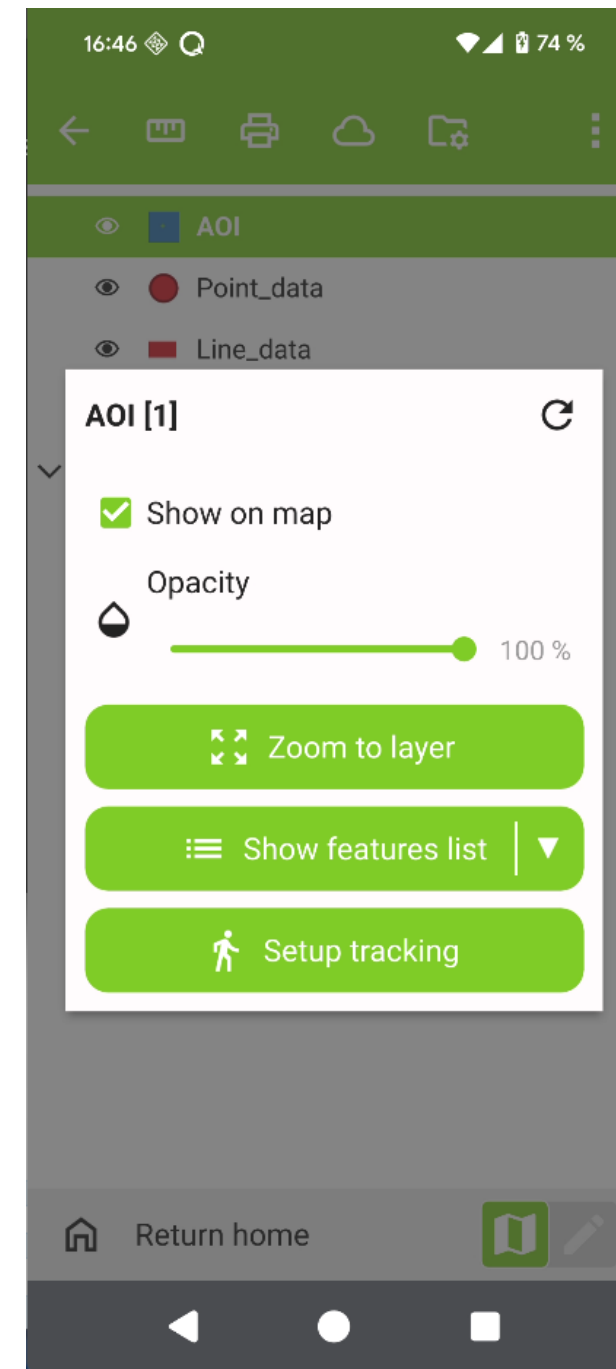 16:46 74 %
AOI
Point_data
Line_data
AOI [1]
Show on map
Opacity
100 %
Zoom to layer
Show features list
Setup tracking
Return home